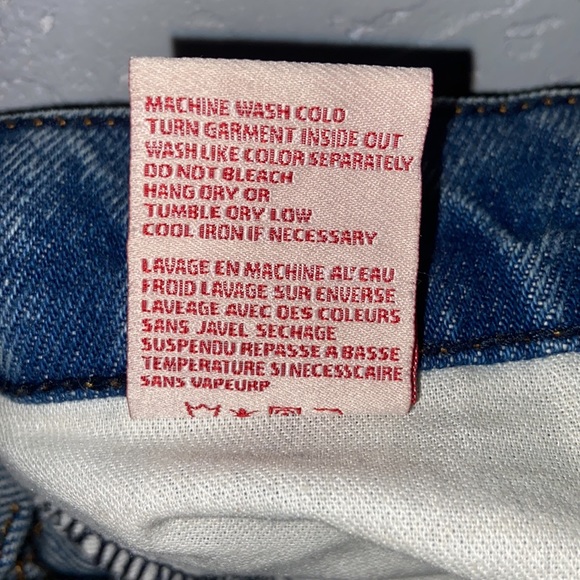 MACHINE WASH COLD
TURN GARMENT INSIDE OUT
WASH LIKE COLOR SEPARATELY
DO NOT BLEACH
HANG DRY OR
TUMBLE DRY LOW
COOL IRON IF NECESSARY
LAVAGE EN MACHINE AL'EAU
FROID LAVAGE SUR ENVERSE
LAVEAGE AVEC DES COLEURS
SANS JAVEL SECHAGE
SUSPENDU REPASSE A BASSE
TEMPERATURE SI NECESSCAIRE
SANS VAPEURP